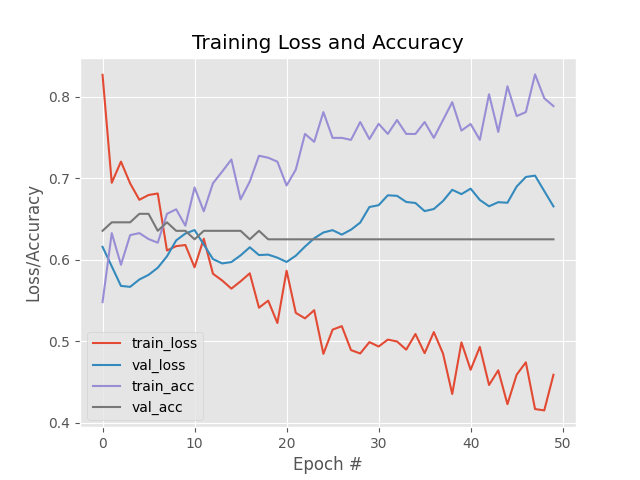 Training Loss and Accuracy
Loss/Accuracy
0.8
0.7
0.6
0.5
0.4
train_loss
val_loss
train_acc
val_acc
0
10
20
30
40
50
Epoch #